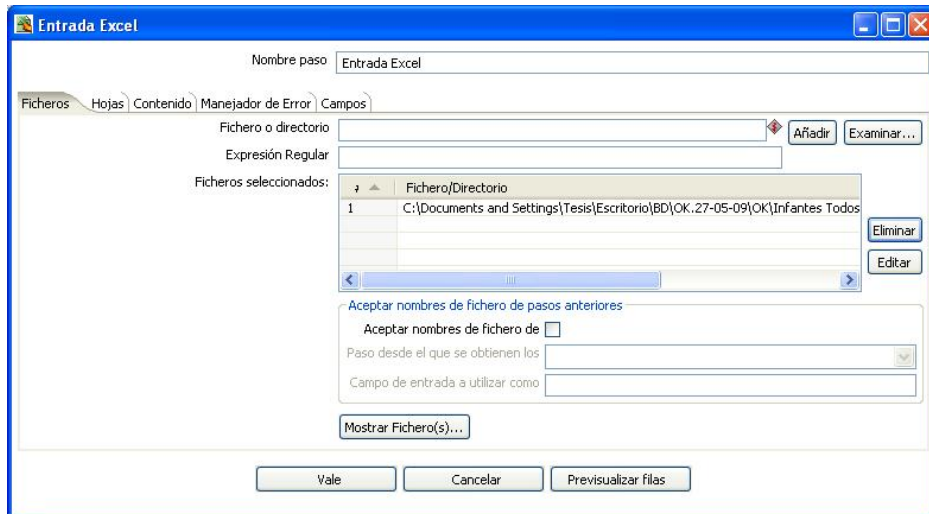 Entrada Excel
Nombre paso Entrada Excel
Ficheros Hojas Contenido Manejador de Error Campos
Fichero o directorio Añadir Examinar...
Expresión Regular
Ficheros seleccionados:
Fichero/Directorio
1 C:\Documents and Settings\Tesis\Escritorio\BD\OK.27-05-09\OK\Infantes Todos
Eliminar
Editar
Aceptar nombres de fichero de pasos anteriores
Aceptar nombres de fichero de
Paso desde el que se obtienen los
Campo de entrada a utilizar como
Mostrar Fichero(s)...
Vale Cancelar Previsualizar filas